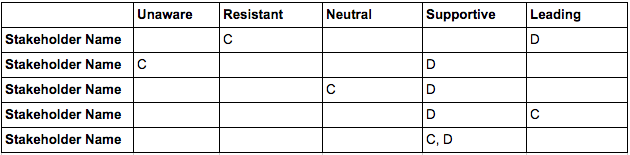 Unaware Resistant Neutral Supportive Leading
Stakeholder Name C D
Stakeholder Name C D
Stakeholder Name C D
Stakeholder Name D C
Stakeholder Name C, D